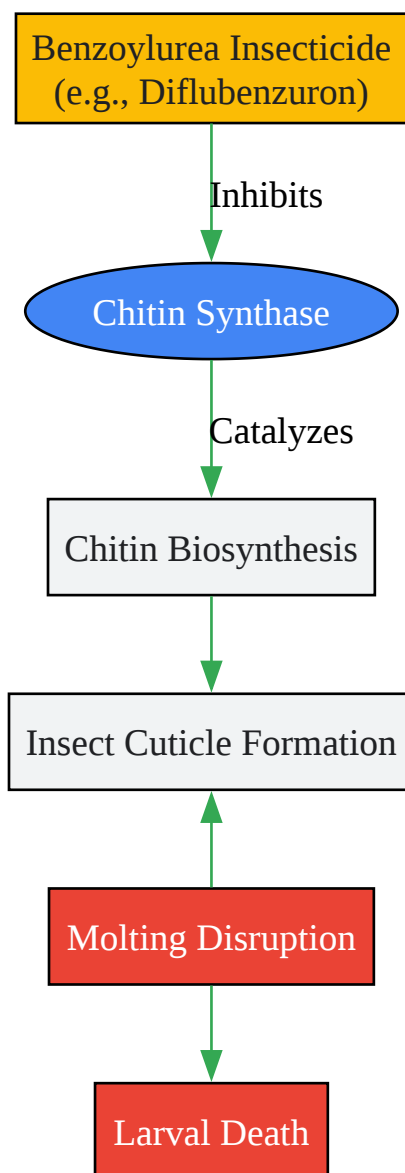 Benzoylurea Insecticide
(e.g., Diflubenzuron)
Inhibits
Chitin Synthase
Catalyzes
Chitin Biosynthesis
Insect Cuticle Formation
Molting Disruption
Larval Death